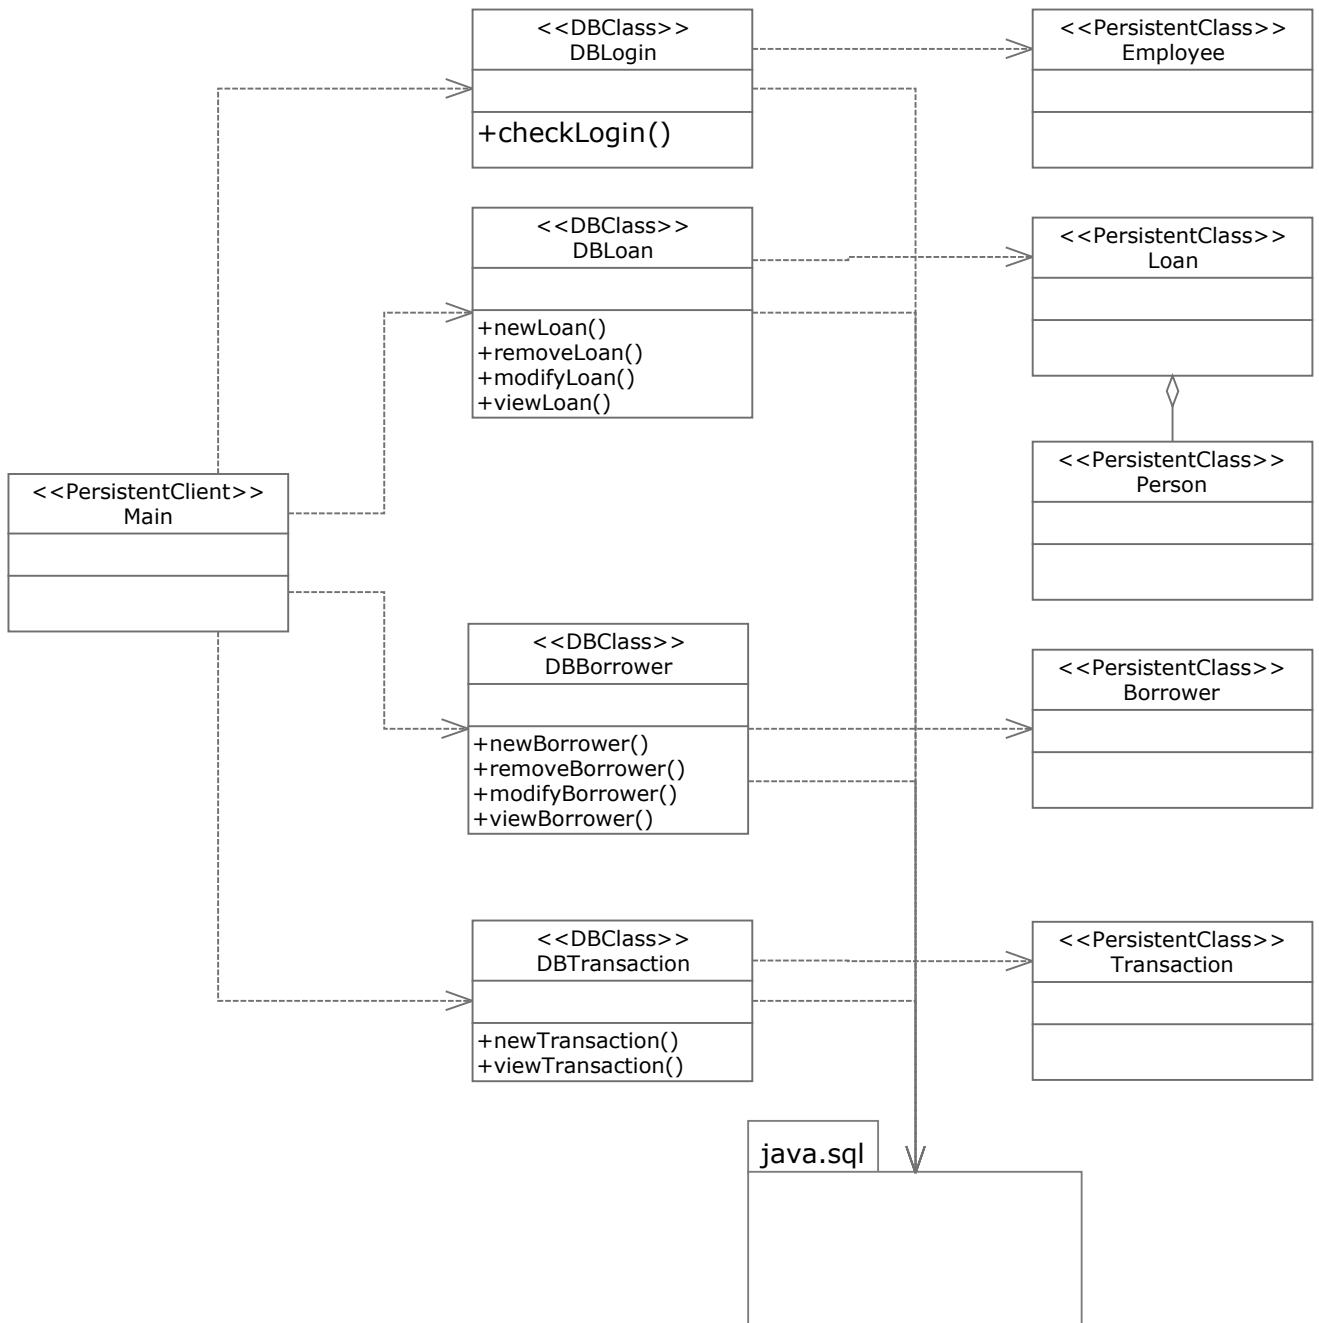 <<DBClass>>
DBLogin
+checkLogin()
<<PersistentClass>>
Employee
<<DBClass>>
DBLoan
+newLoan()
+removeLoan()
+modifyLoan()
+viewLoan()
<<PersistentClass>>
Loan
<<PersistentClass>>
Person
<<PersistentClient>>
Main
<<DBClass>>
DBBorrower
+newBorrower()
+removeBorrower()
+modifyBorrower()
+viewBorrower()
<<PersistentClass>>
Borrower
<<DBClass>>
DBTransaction
+newTransaction()
+viewTransaction()
<<PersistentClass>>
Transaction
java.sql